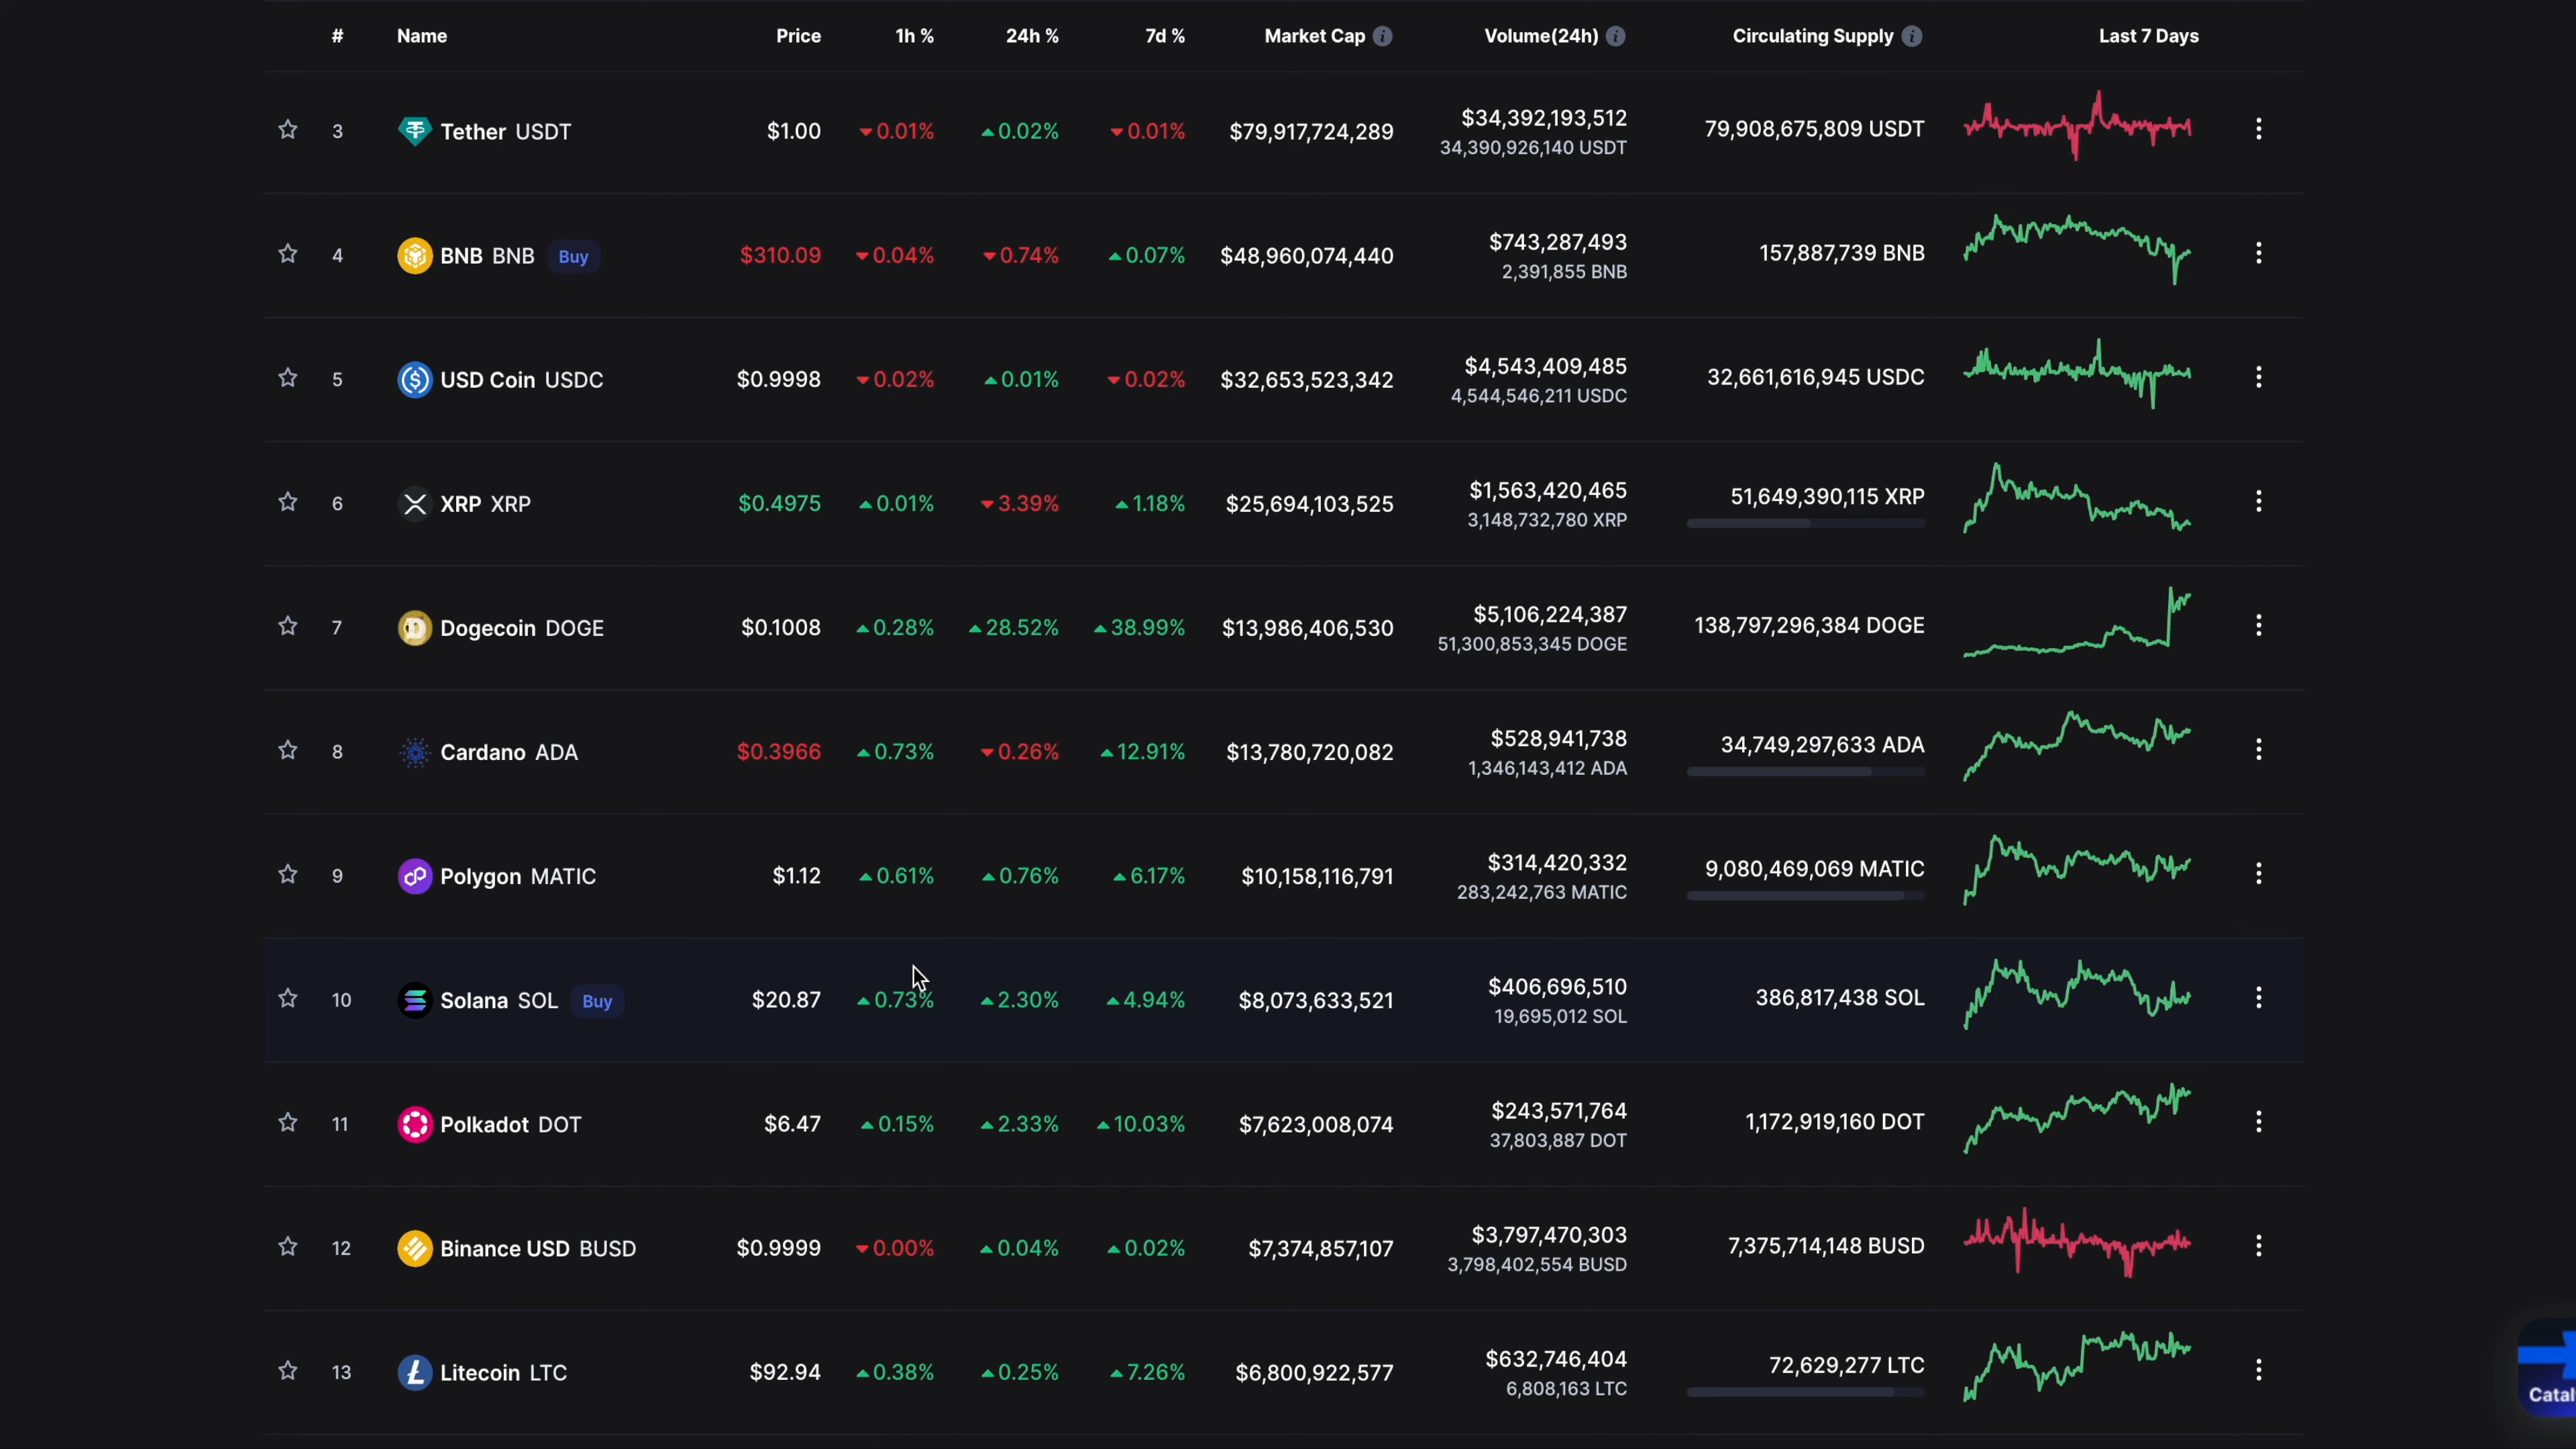 # Name Price 1h % 24h % 7d % Market Cap Volume(24h) Circulating Supply Last 7 Days
3 Tether USDT $1.00 0.01% 0.02% 0.01% $79,917,724,289 $34,392,193,512 79,908,675,809 USDT
34,390,926,140 USDT
4 BNB BNB Buy $310.09 0.04% 0.74% 0.07% $48,960,074,440 $743,287,493 157,887,739 BNB
2,391,855 BNB
5 USD Coin USDC $0.9998 0.02% 0.01% 0.02% $32,653,523,342 $4,543,409,485 32,661,616,945 USDC
4,544,546,211 USDC
6 XRP XRP $0.4975 0.01% 3.39% 1.18% $25,694,103,525 $1,563,420,465 51,649,390,115 XRP
3,148,732,780 XRP
7 Dogecoin DOGE $0.1008 0.28% 28.52% 38.99% $13,986,406,530 $5,106,224,387 138,797,296,384 DOGE
51,300,853,345 DOGE
8 Cardano ADA $0.3966 0.73% 0.26% 12.91% $13,780,720,082 $528,941,738 34,749,297,633 ADA
1,346,143,412 ADA
9 Polygon MATIC $1.12 0.61% 0.76% 6.17% $10,158,116,791 $314,420,332 9,080,469,069 MATIC
283,242,763 MATIC
10 Solana SOL Buy $20.87 0.73% 2.30% 4.94% $8,073,633,521 $406,696,510 386,817,438 SOL
19,695,012 SOL
11 Polkadot DOT $6.47 0.15% 2.33% 10.03% $7,623,008,074 $243,571,764 1,172,919,160 DOT
37,803,887 DOT
12 Binance USD BUSD $0.9999 0.00% 0.04% 0.02% $7,374,857,107 $3,797,470,303 7,375,714,148 BUSD
3,798,402,554 BUSD
13 Litecoin LTC $92.94 0.38% 0.25% 7.26% $6,800,922,577 $632,746,404 72,629,277 LTC
6,808,163 LTC
Catal